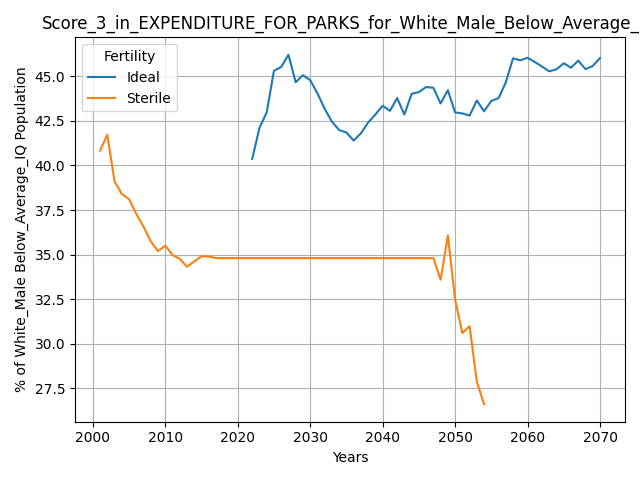 Score_3_in_EXPENDITURE_FOR_PARKS_for_White_Male_Below_Average_
Fertility
Ideal
Sterile
% of White_Male Below_Average_IQ Population
45.0
42.5
40.0
37.5
35.0
32.5
30.0
27.5
2000 2010 2020 2030 2040 2050 2060 2070
Years